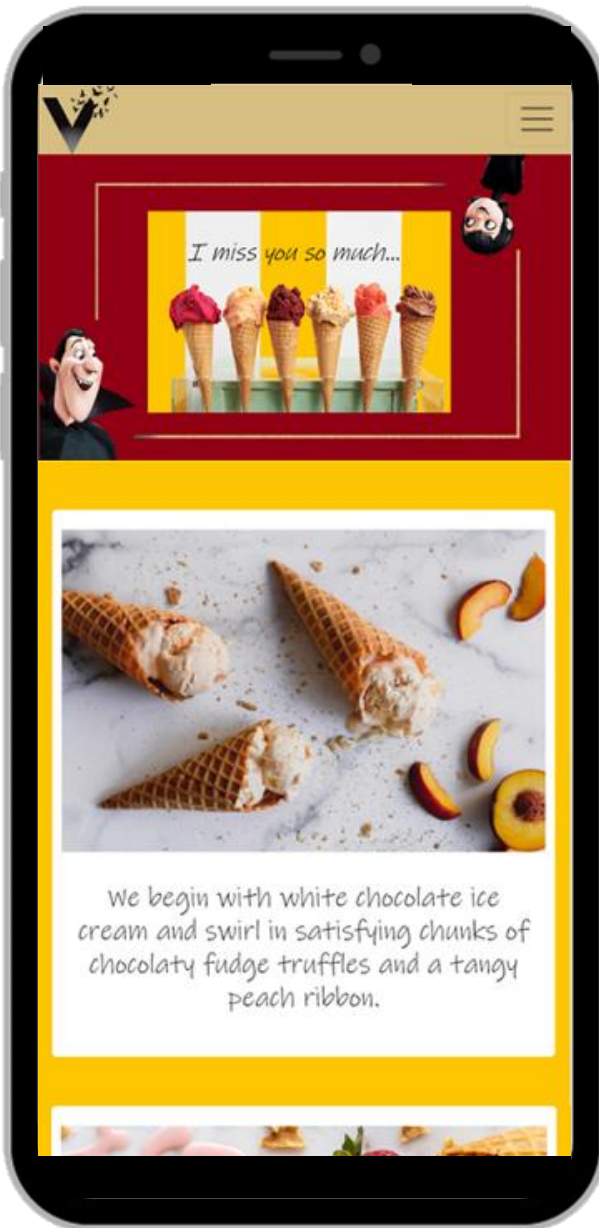 V
I miss you so much...
We begin with white chocolate ice
cream and swirl in satisfying chunks of
chocolaty fudge truffles and a tangy
peach ribbon.